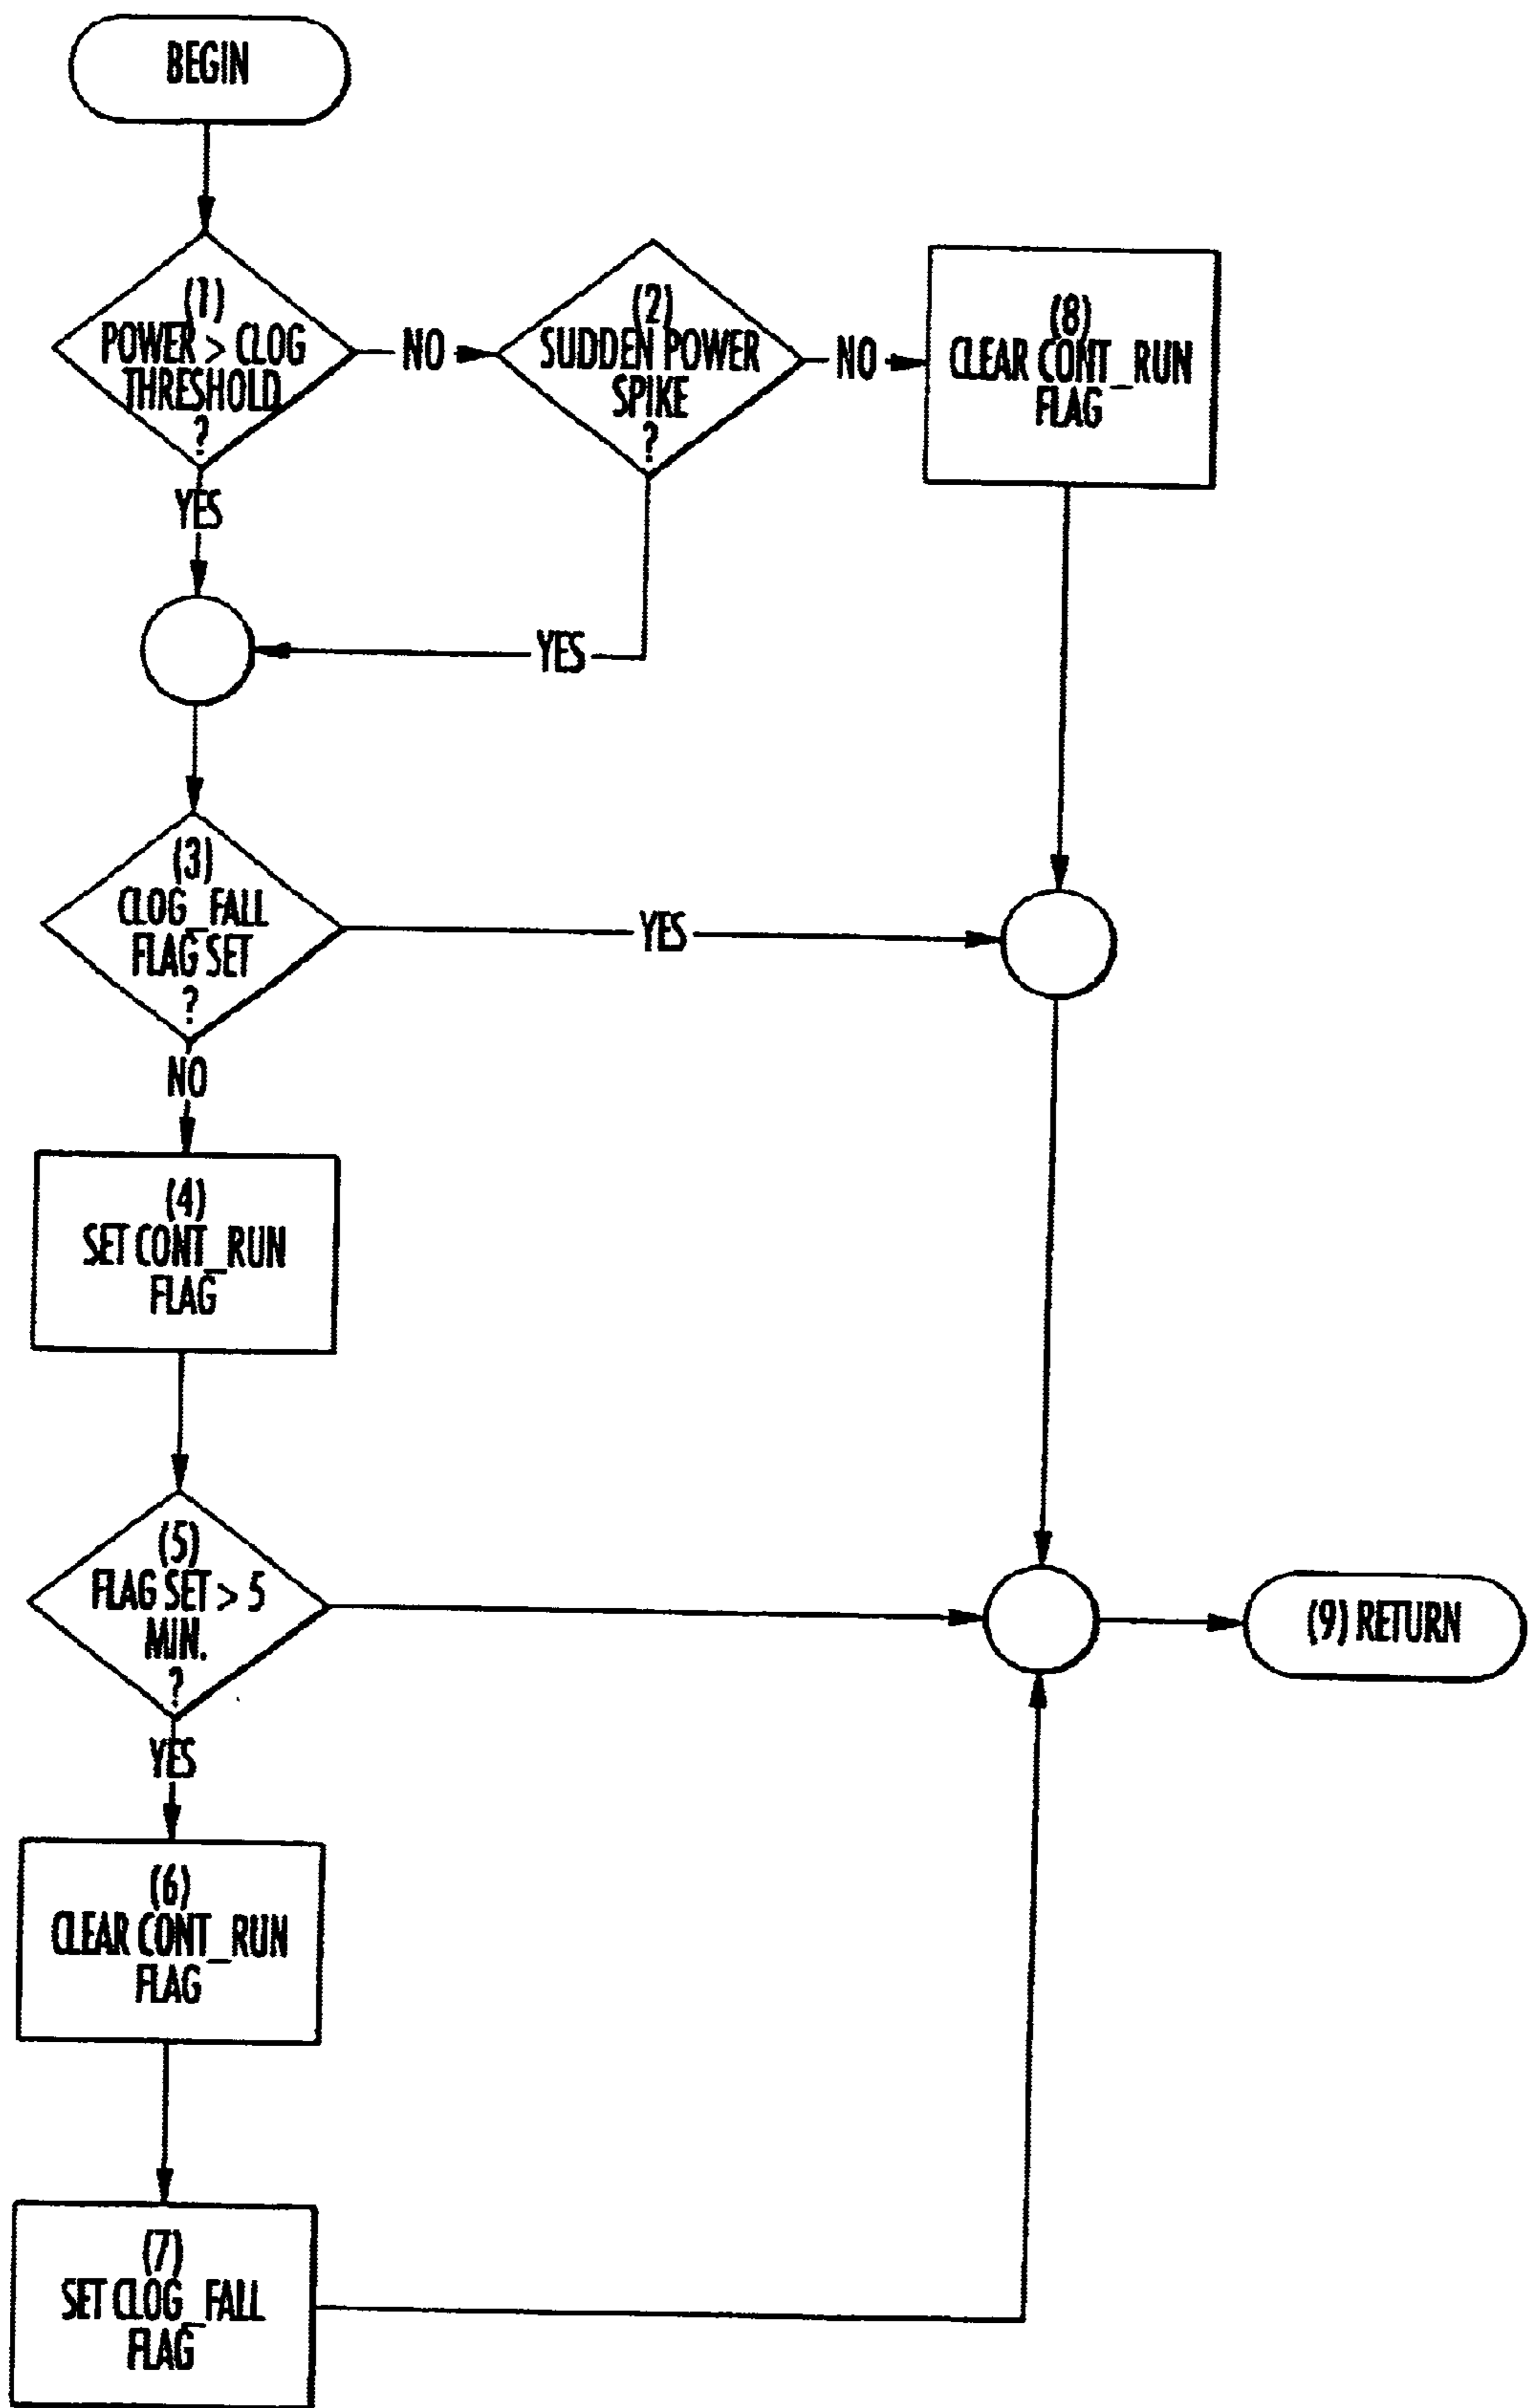 BEGIN
(1)
POWER > CLOG
THRESHOLD
?
NO
(2)
SUDDEN POWER
SPIKE
?
NO
(8)
CLEAR CONT_RUN
FLAG
YES
YES
(3)
CLOG_FALL
FLAG SET
?
YES
NO
(4)
SET CONT_RUN
FLAG
(5)
FLAG SET > 5
MIN.
?
(9) RETURN
YES
(6)
CLEAR CONT_RUN
FLAG
(7)
SET CLOG_FALL
FLAG